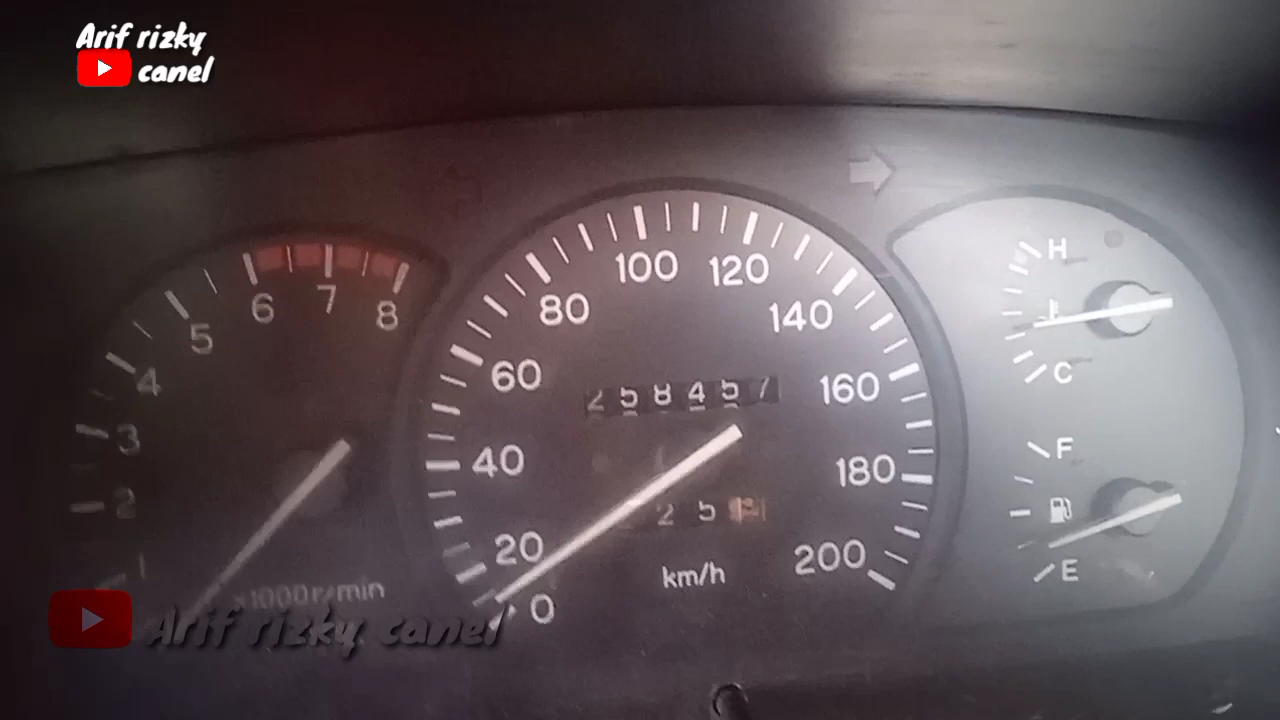 Arif rizky
canel
6
7
8
5
4
3
2
1
x1000r/min
100
120
80
140
60
160
40
180
20
200
0
258457
25
km/h
H
C
F
E
Arif rizky canel